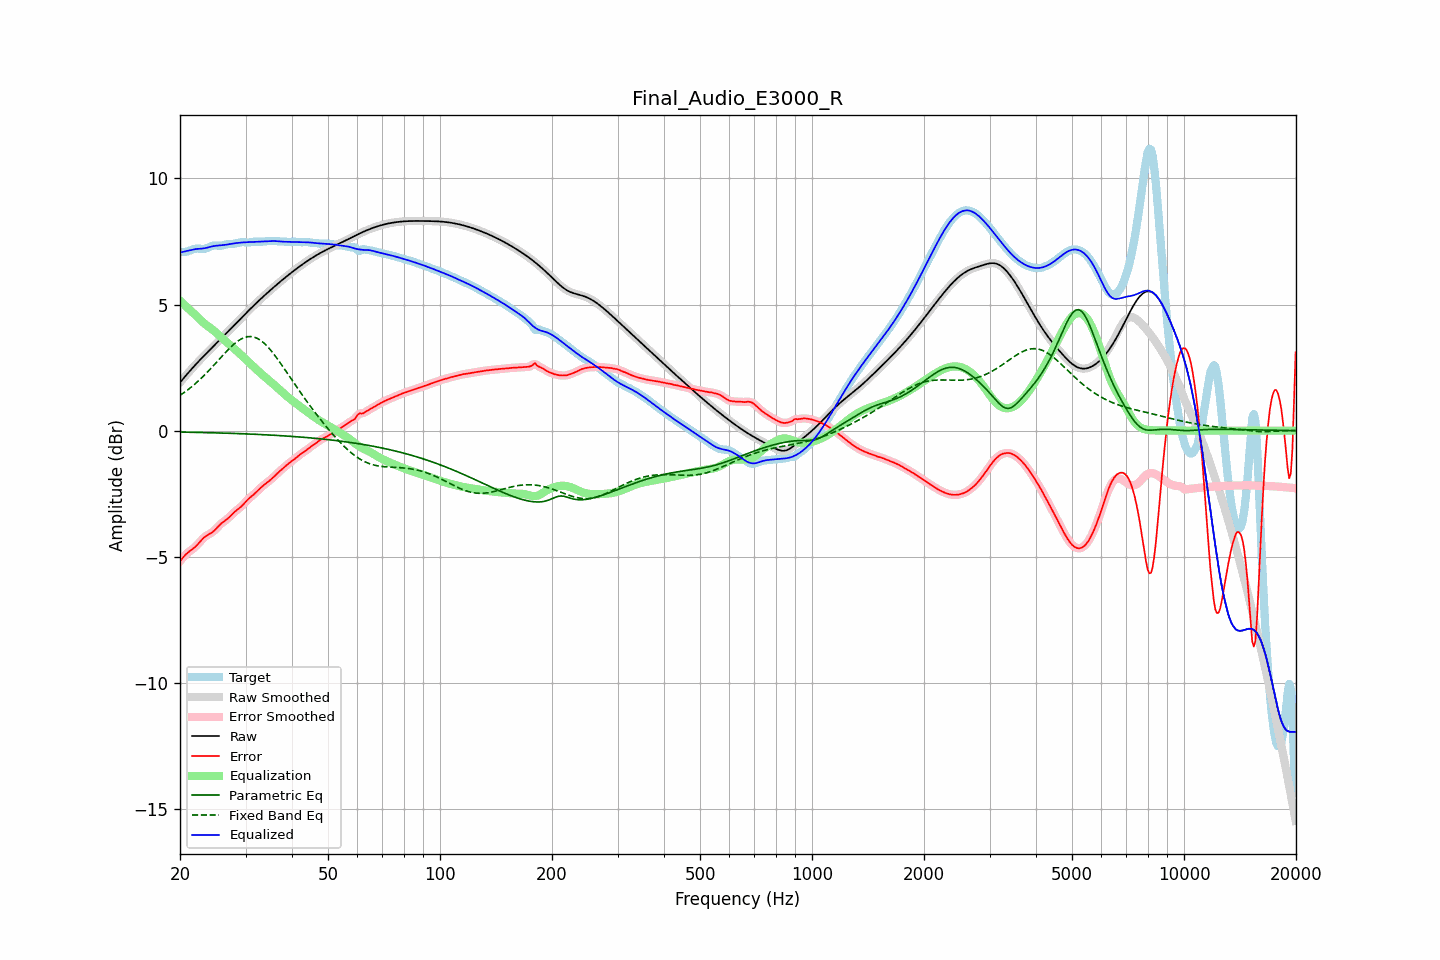 Final_Audio_E3000_R
Amplitude (dBr)
10
5
0
−5
−10
−15
Target
Raw Smoothed
Error Smoothed
Raw
Error
Equalization
Parametric Eq
Fixed Band Eq
Equalized
20 50 100 200 500 1000 2000 5000 10000 20000
Frequency (Hz)